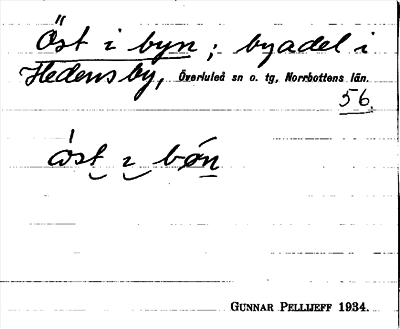 Öst i byn; byadel i
Hedensby, Överluleå sn o. tg, Norrbottens län.
56.
öst i bøn
GUNNAR PELLIJEFF 1934.